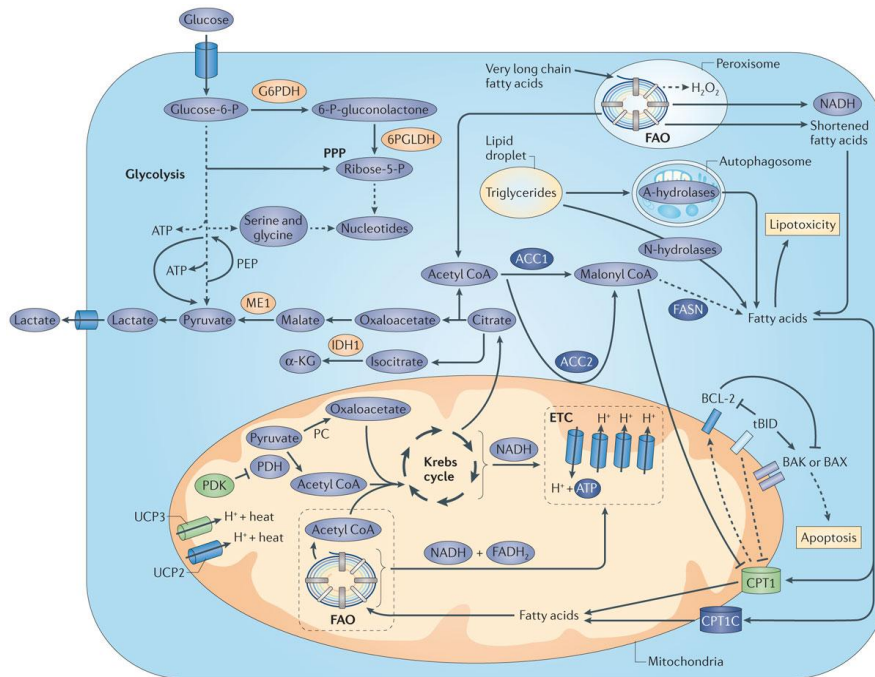 Glucose
Glucose-6-P
G6PDH
6-P-gluconolactone
6PGLDH
PPP
Ribose-5-P
Glycolysis
ATP
Serine and
glycine
Nucleotides
ATP
PEP
Lactate
Lactate
Pyruvate
ME1
Malate
Oxaloacetate
Citrate
α-KG
IDH1
Isocitrate
Acetyl CoA
ACC1
Malonyl CoA
ACC2
FASN
Fatty acids
Very long chain
fatty acids
Peroxisome
H₂O₂
FAO
NADH
Shortened
fatty acids
Lipid
droplet
Triglycerides
Autophagosome
A-hydrolases
N-hydrolases
Lipotoxicity
Oxaloacetate
Pyruvate
PC
PDK
PDH
Acetyl CoA
Krebs
cycle
NADH
ETC
H⁺ H⁺ H⁺
H⁺ + ATP
UCP3
H⁺ + heat
H⁺ + heat
UCP2
Acetyl CoA
FAO
NADH + FADH₂
Fatty acids
BCL-2
tBID
BAK or BAX
Apoptosis
CPT1
CPT1C
Mitochondria